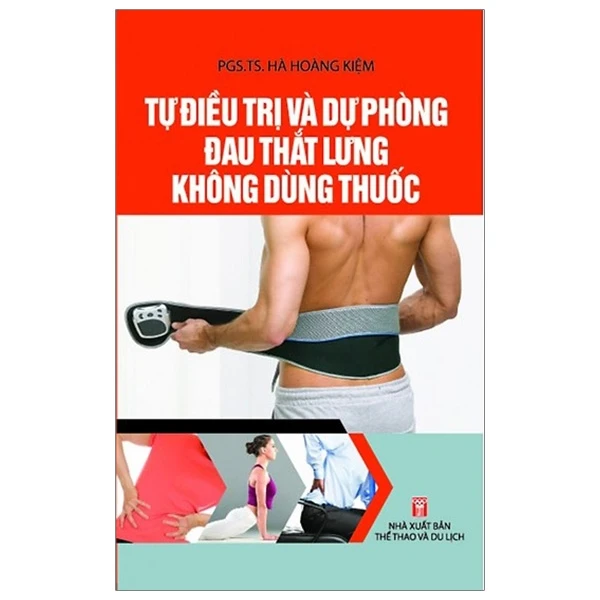 PGS.TS. HÀ HOÀNG KIỆM
TỰ ĐIỀU TRỊ VÀ DỰ PHÒNG
ĐAU THẮT LƯNG
KHÔNG DÙNG THUỐC
NHÀ XUẤT BẢN
THỂ THAO VÀ DU LỊCH